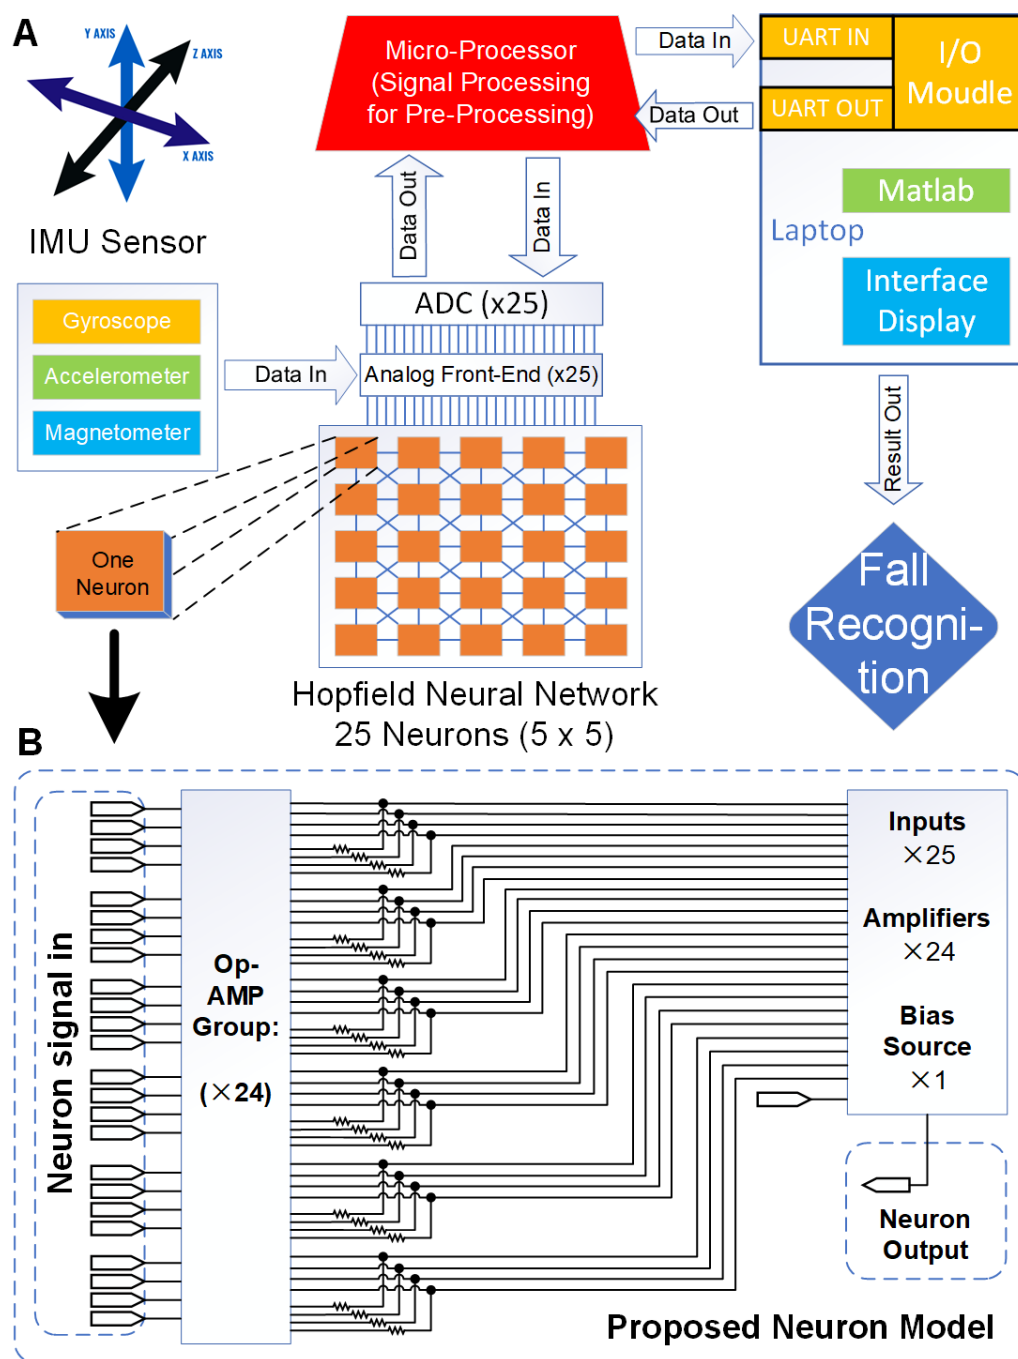 A
Y AXIS
Z AXIS
X AXIS
IMU Sensor
Gyroscope
Accelerometer
Magnetometer
Data In
Micro-Processor
(Signal Processing
for Pre-Processing)
Data In
Data Out
UART IN
UART OUT
I/O
Moudle
Matlab
Laptop
Interface
Display
Data Out
Data In
ADC (x25)
Analog Front-End (x25)
Result Out
One
Neuron
Hopfield Neural Network
25 Neurons (5 x 5)
Fall
Recogni-
tion
B
Neuron signal in
Op-
AMP
Group:
(×24)
Inputs
×25
Amplifiers
×24
Bias
Source
×1
Neuron
Output
Proposed Neuron Model